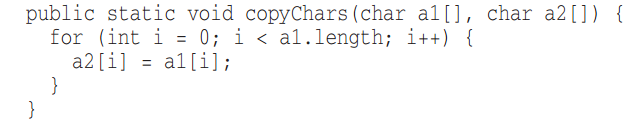 public static void copyChars(char a1[], char a2[]) {
for (int i = 0; i < a1.length; i++) {
a2[i] = a1[i];
}
}